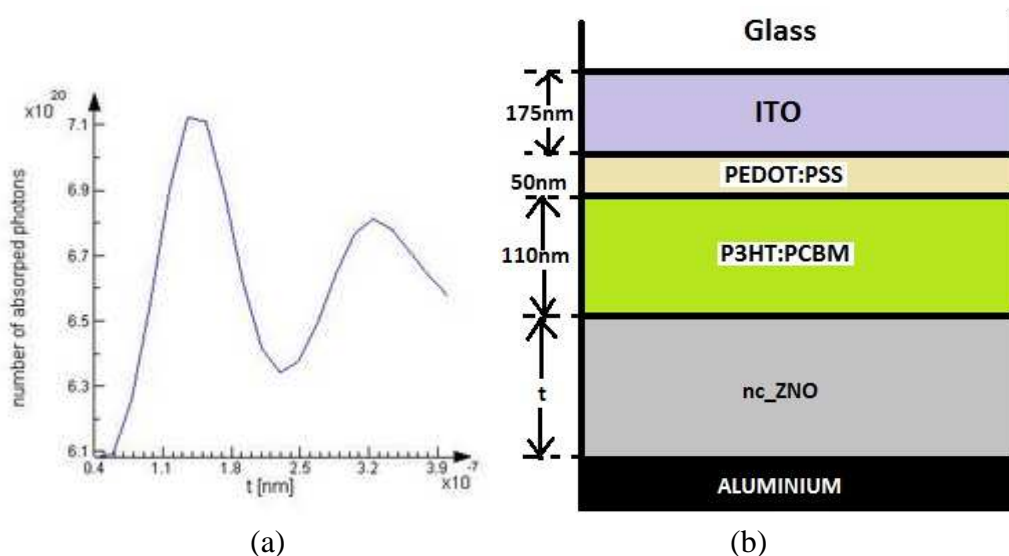 20
x10
7.1
6.9
6.7
6.5
6.3
6.1
number of absorped photons
0.4 1.1 1.8 2.5 3.2 3.9
-7
x10
t [nm]
(a)
Glass
175nm
ITO
50nm
PEDOT:PSS
110nm
P3HT:PCBM
t
nc_ZNO
ALUMINIUM
(b)